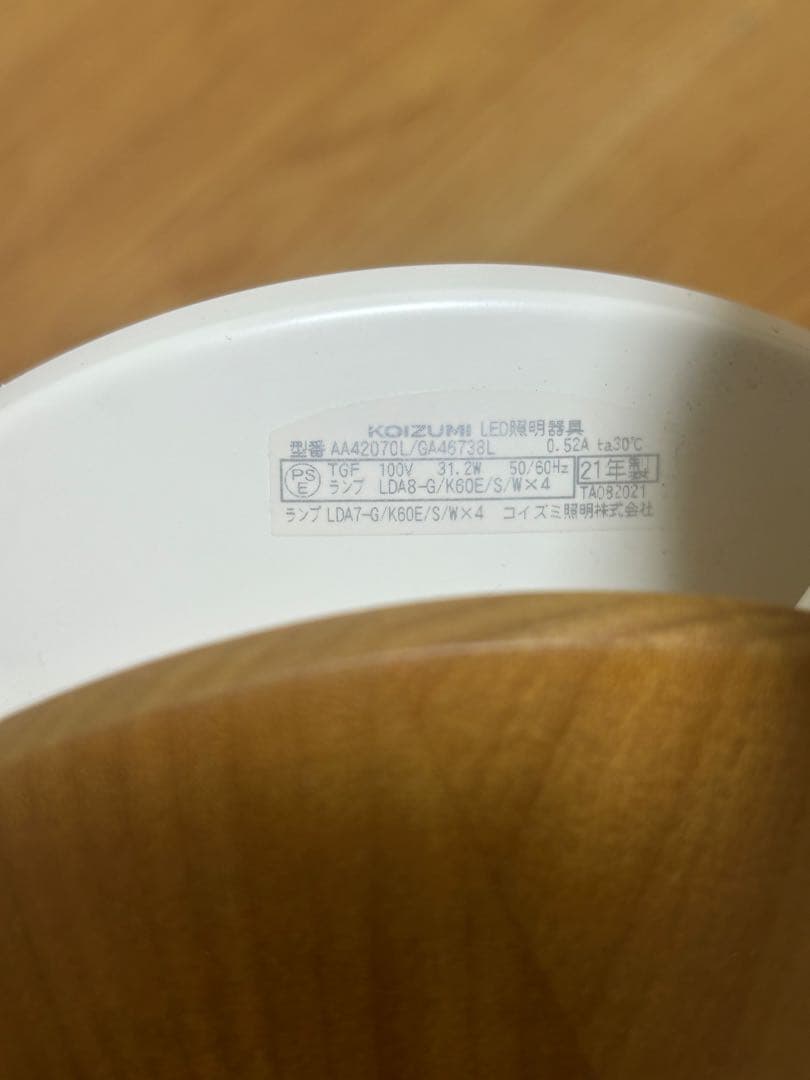 KOIZUMI LED照明器具
型番 AA42070L/GA46738L 0.52A ta30℃
PS E TGF 100V 31.2W 50/60Hz 21年製
ランプ LDA8-G/K60E/S/W×4 TA082021
ランプ LDA7-G/K60E/S/W×4 コイズミ照明株式会社